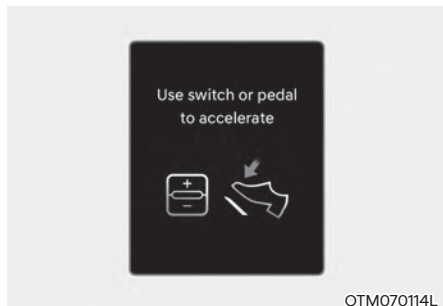 Use switch or pedal
to accelerate
+
−
OTM070114L